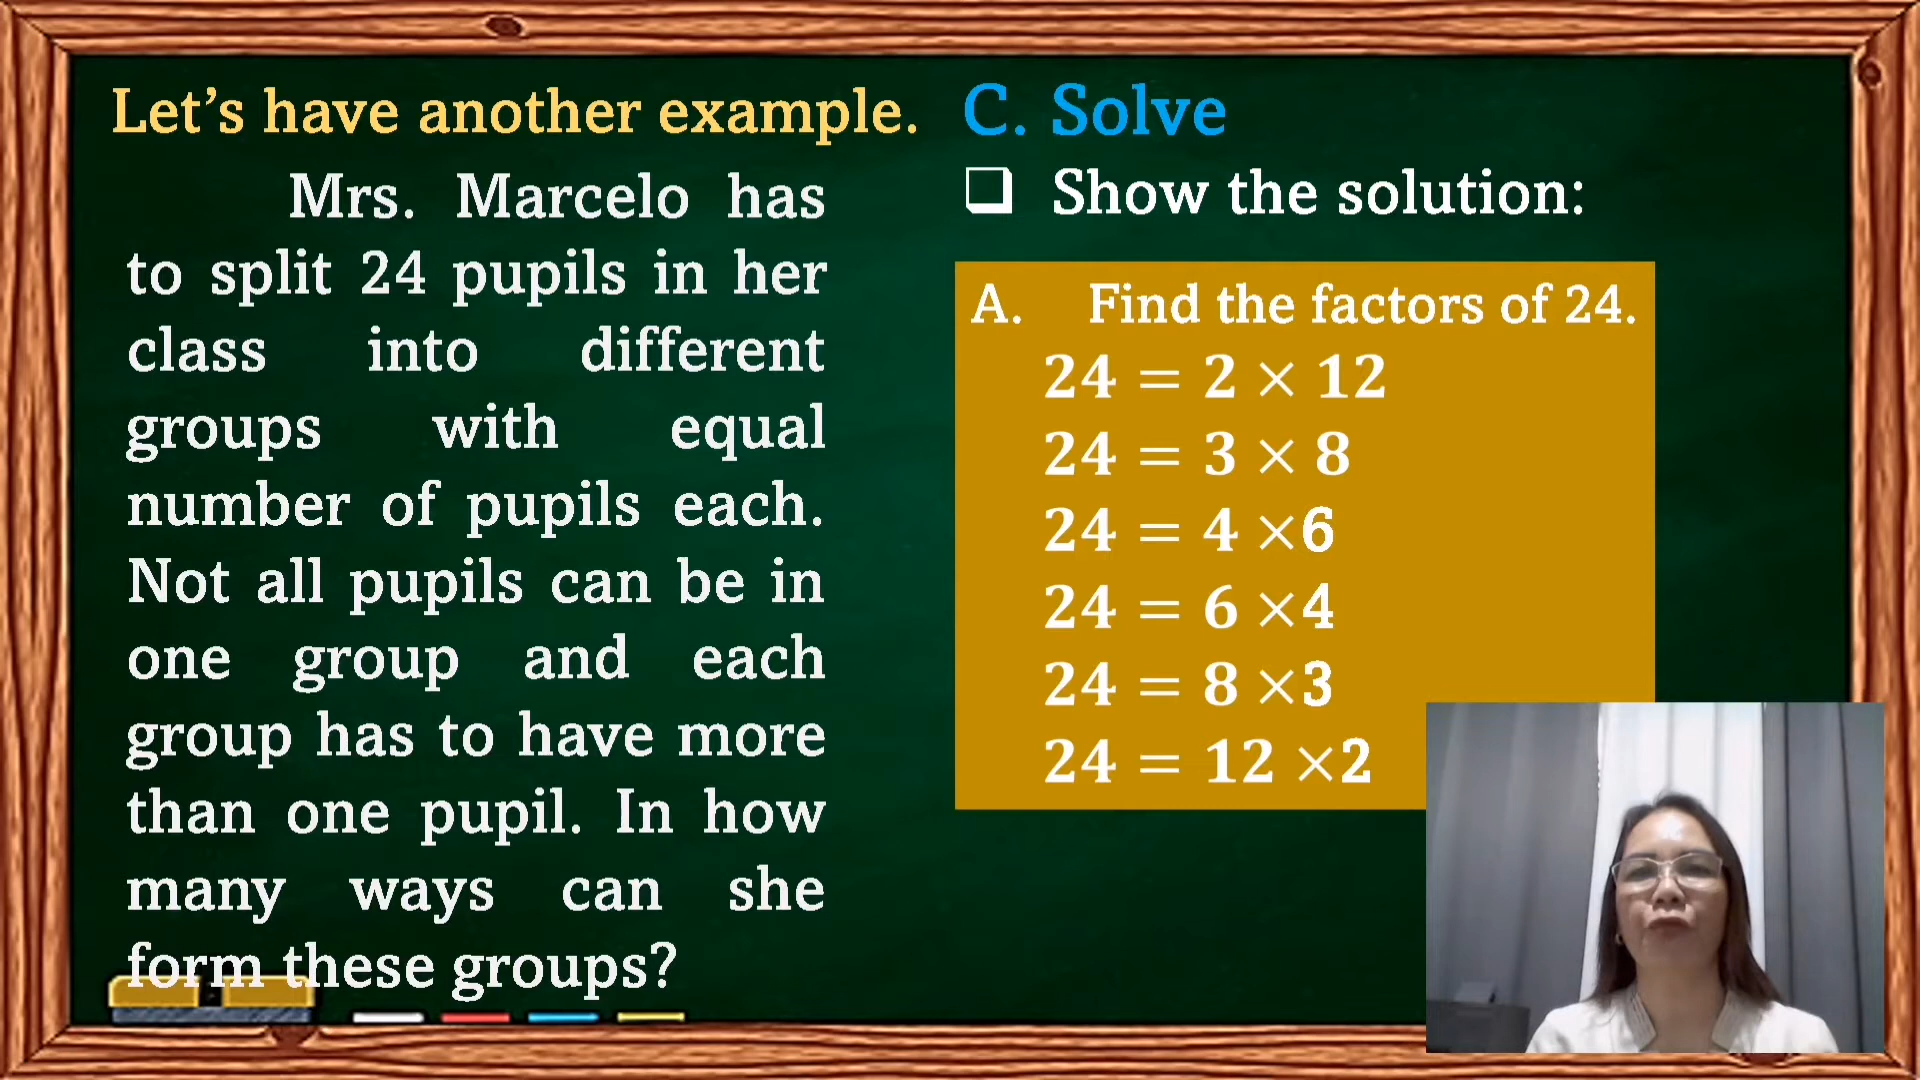 Let's have another example.
Mrs. Marcelo has
to split 24 pupils in her
class into different
groups with equal
number of pupils each.
Not all pupils can be in
one group and each
group has to have more
than one pupil. In how
many ways can she
form these groups?
C. Solve
❑ Show the solution:
A. Find the factors of 24.
24 = 2 × 12
24 = 3 × 8
24 = 4 ×6
24 = 6 ×4
24 = 8 ×3
24 = 12 ×2